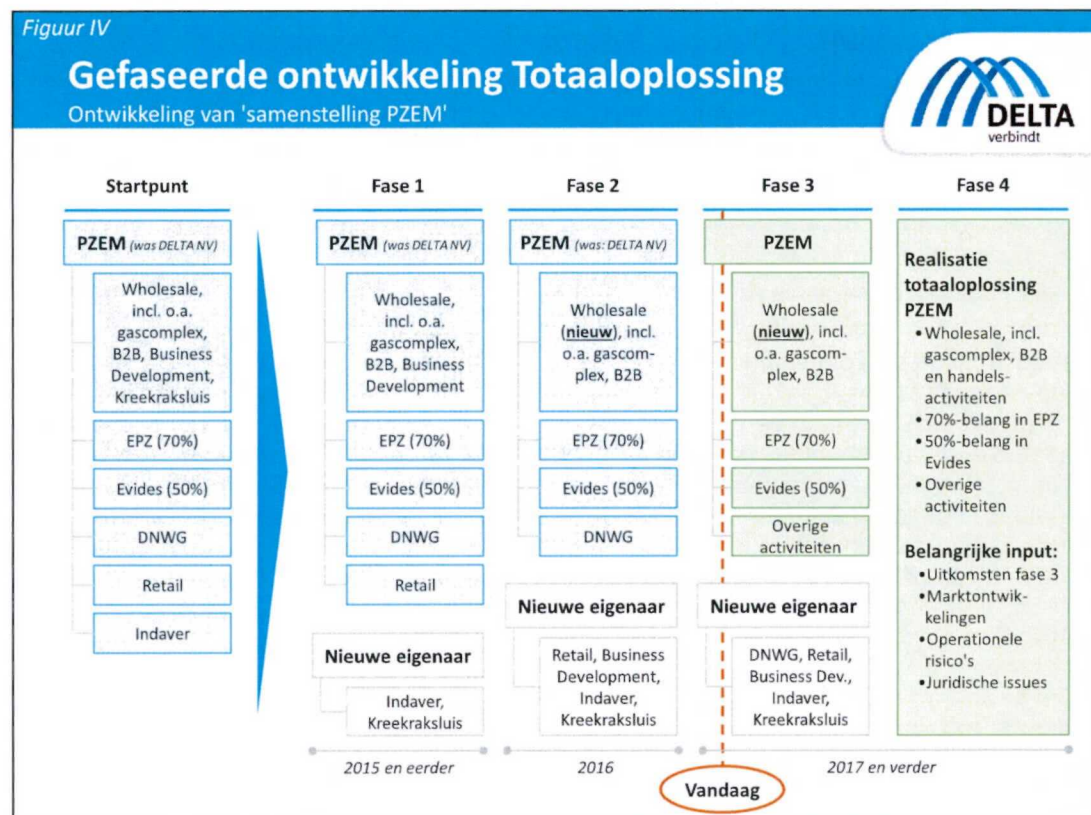 Figuur IV
Gefaseerde ontwikkeling Totaaloplossing
Ontwikkeling van 'samenstelling PZEM'
DELTA
verbindt
Startpunt
PZEM (was DELTA NV)
Wholesale,
incl. o.a.
gascomplex,
B2B, Business
Development,
Kreekraksluis
EPZ (70%)
Evides (50%)
DNWG
Retail
Indaver
Fase 1
PZEM (was DELTA NV)
Wholesale,
incl. o.a.
gascomplex,
B2B, Business
Development
EPZ (70%)
Evides (50%)
DNWG
Retail
Nieuwe eigenaar
Indaver,
Kreekraksluis
2015 en eerder
Fase 2
PZEM (was: DELTA NV)
Wholesale
(nieuw), incl.
o.a. gascom-
plex, B2B
EPZ (70%)
Evides (50%)
DNWG
Nieuwe eigenaar
Retail, Business
Development,
Indaver,
Kreekraksluis
2016
Fase 3
PZEM
Wholesale
(nieuw), incl.
o.a. gascom-
plex, B2B
EPZ (70%)
Evides (50%)
Overige
activiteiten
Nieuwe eigenaar
DNWG, Retail,
Business Dev.,
Indaver,
Kreekraksluis
Fase 4
Realisatie
totaaloplossing
PZEM
•Wholesale, incl.
gascomplex, B2B
en handels-
activiteiten
•70%-belang in EPZ
•50%-belang in
Evides
•Overige
activiteiten
Belangrijke input:
•Uitkomsten fase 3
•Marktontwik-
kelingen
•Operationele
risico's
•Juridische issues
2017 en verder
Vandaag